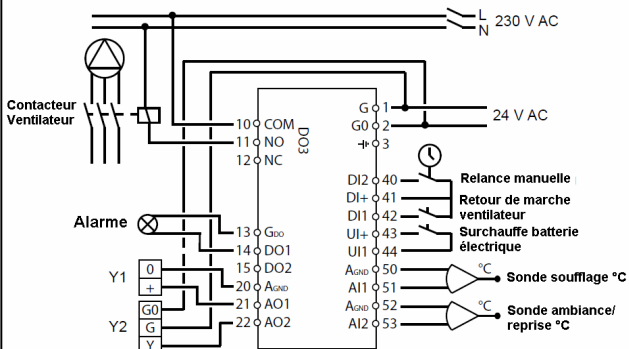 L
N
230 V AC
Contacteur
Ventilateur
G 1
G0 2
3
24 V AC
10 COM
11 NO
12 NC
DO3
DI2 40
DI+ 41
DI1 42
UI+ 43
UI1 44
Relance manuelle
Retour de marche
ventilateur
Surchauffe batterie
électrique
Alarme
13 GDO
14 DO1
15 DO2
20 AGND
21 AO1
22 AO2
AGND 50
AI1 51
AGND 52
AI2 53
°C
Sonde soufflage °C
°C
Sonde ambiance/
reprise °C
Y1
0
+
Y2
G0
G
Y